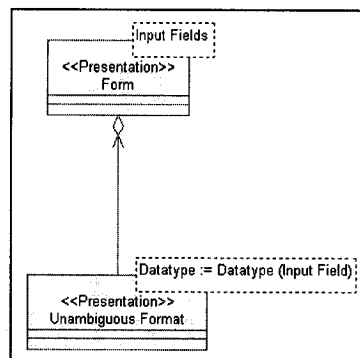 Input Fields
<<Presentation>>
Form
Datatype := Datatype (Input Field)
<<Presentation>>
Unambiguous Format